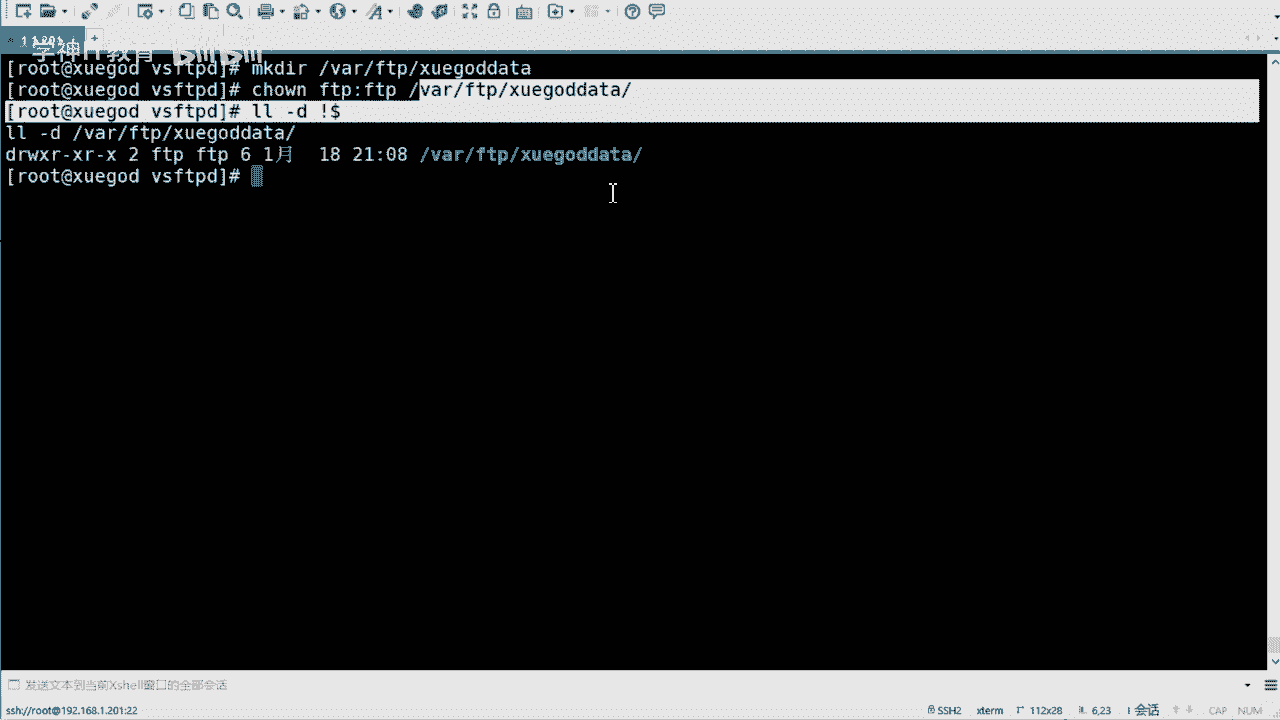 学神IT教育 bilibili
[root@xuegod vsftpd]# mkdir /var/ftp/xuegoddata
[root@xuegod vsftpd]# chown ftp:ftp /var/ftp/xuegoddata/
[root@xuegod vsftpd]# ll -d !$
ll -d /var/ftp/xuegoddata/
drwxr-xr-x 2 ftp ftp 6 1月  18 21:08 /var/ftp/xuegoddata/
[root@xuegod vsftpd]#
发送文本到当前Xshell窗口的全部会话
ssh://root@192.168.1.201:22 SSH2 xterm 112x28 6,23 1 会话 CAP NUM